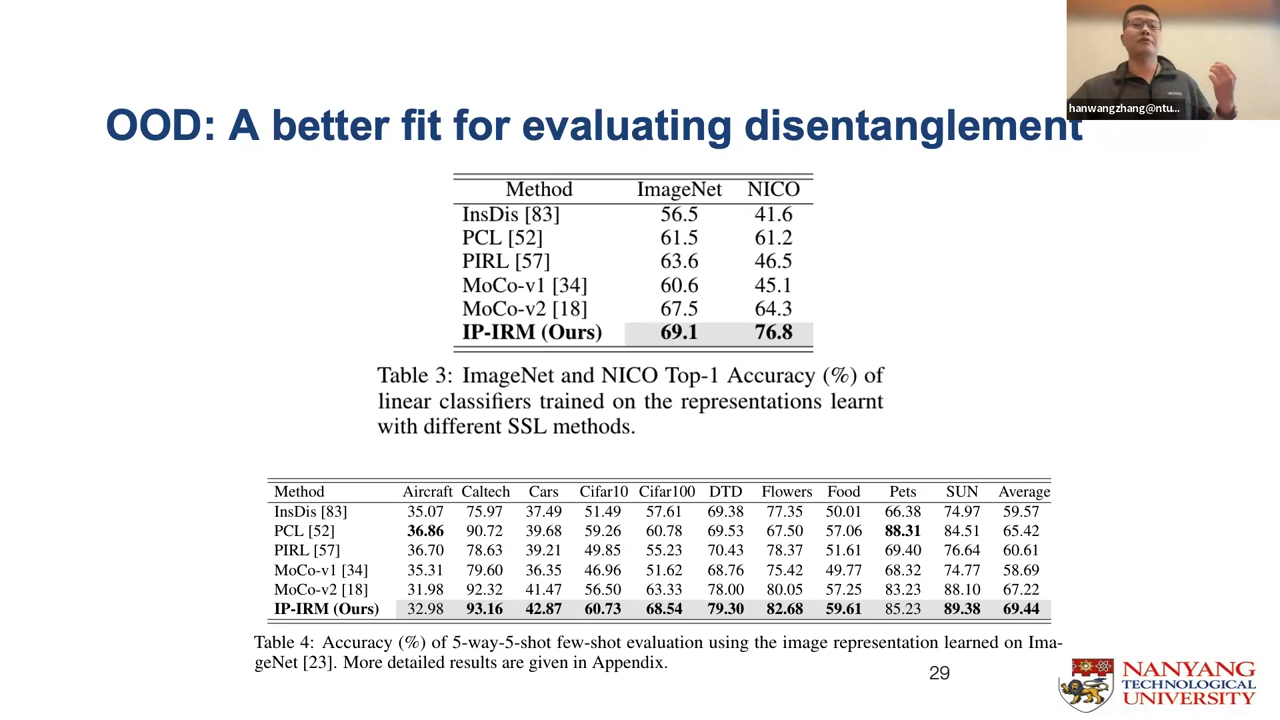 hanwangzhang@ntu...
OOD: A better fit for evaluating disentanglement
Method ImageNet NICO
InsDis [83] 56.5 41.6
PCL [52] 61.5 61.2
PIRL [57] 63.6 46.5
MoCo-v1 [34] 60.6 45.1
MoCo-v2 [18] 67.5 64.3
IP-IRM (Ours) 69.1 76.8
Table 3: ImageNet and NICO Top-1 Accuracy (%) of
linear classifiers trained on the representations learnt
with different SSL methods.
Method Aircraft Caltech Cars Cifar10 Cifar100 DTD Flowers Food Pets SUN Average
InsDis [83] 35.07 75.97 37.49 51.49 57.61 69.38 77.35 50.01 66.38 74.97 59.57
PCL [52] 36.86 90.72 39.68 59.26 60.78 69.53 67.50 57.06 88.31 84.51 65.42
PIRL [57] 36.70 78.63 39.21 49.85 55.23 70.43 78.37 51.61 69.40 76.64 60.61
MoCo-v1 [34] 35.31 79.60 36.35 46.96 51.62 68.76 75.42 49.77 68.32 74.77 58.69
MoCo-v2 [18] 31.98 92.32 41.47 56.50 63.33 78.00 80.05 57.25 83.23 88.10 67.22
IP-IRM (Ours) 32.98 93.16 42.87 60.73 68.54 79.30 82.68 59.61 85.23 89.38 69.44
Table 4: Accuracy (%) of 5-way-5-shot few-shot evaluation using the image representation learned on Ima-
geNet [23]. More detailed results are given in Appendix.
29
NANYANG
TECHNOLOGICAL
UNIVERSITY